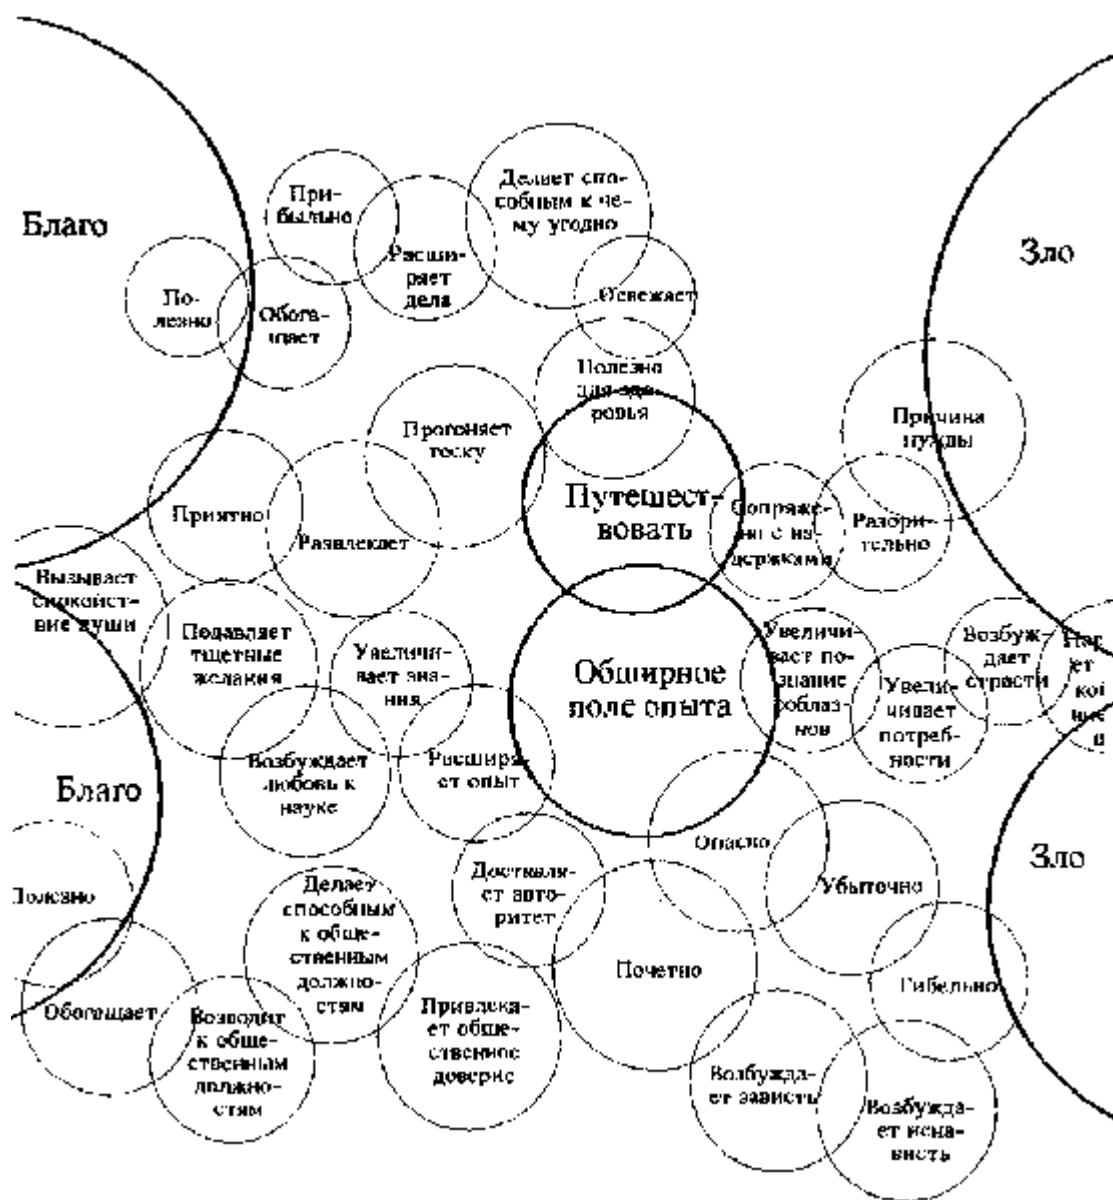 Благо
При-
быльно
Делает спо-
собным к че-
му угодно
Расши-
ряет
дела
Зло
По-
лезно
Обога-
щает
Освежает
Полезно
для здо-
ровья
Прогоняет
тоску
Причина
нужды
Приятно
Развлекает
Путешест-
вовать
Сопряже-
но с из-
держками
Разори-
тельно
Вызывает
спокойст-
вие души
Подавляет
тщетные
желания
Увеличи-
вает зна-
ния
Обширное
поле опыта
Увеличи-
вает по-
знание
соблаз-
нов
Увели-
чивает
потреб-
ности
Возбуж-
дает
страсти
Благо
Возбуждает
любовь к
науке
Расширя-
ет опыт
Опасно
Убыточно
Зло
Полезно
Делает
способным
к обще-
ственным
должно-
стям
Доставля-
ет авто-
ритет
Почетно
Гибельно
Обогащает
Возводит
к обще-
ственным
должно-
стям
Привлека-
ет обще-
ственное
доверие
Возбужда-
ет зависть
Возбужда-
ет нена-
висть